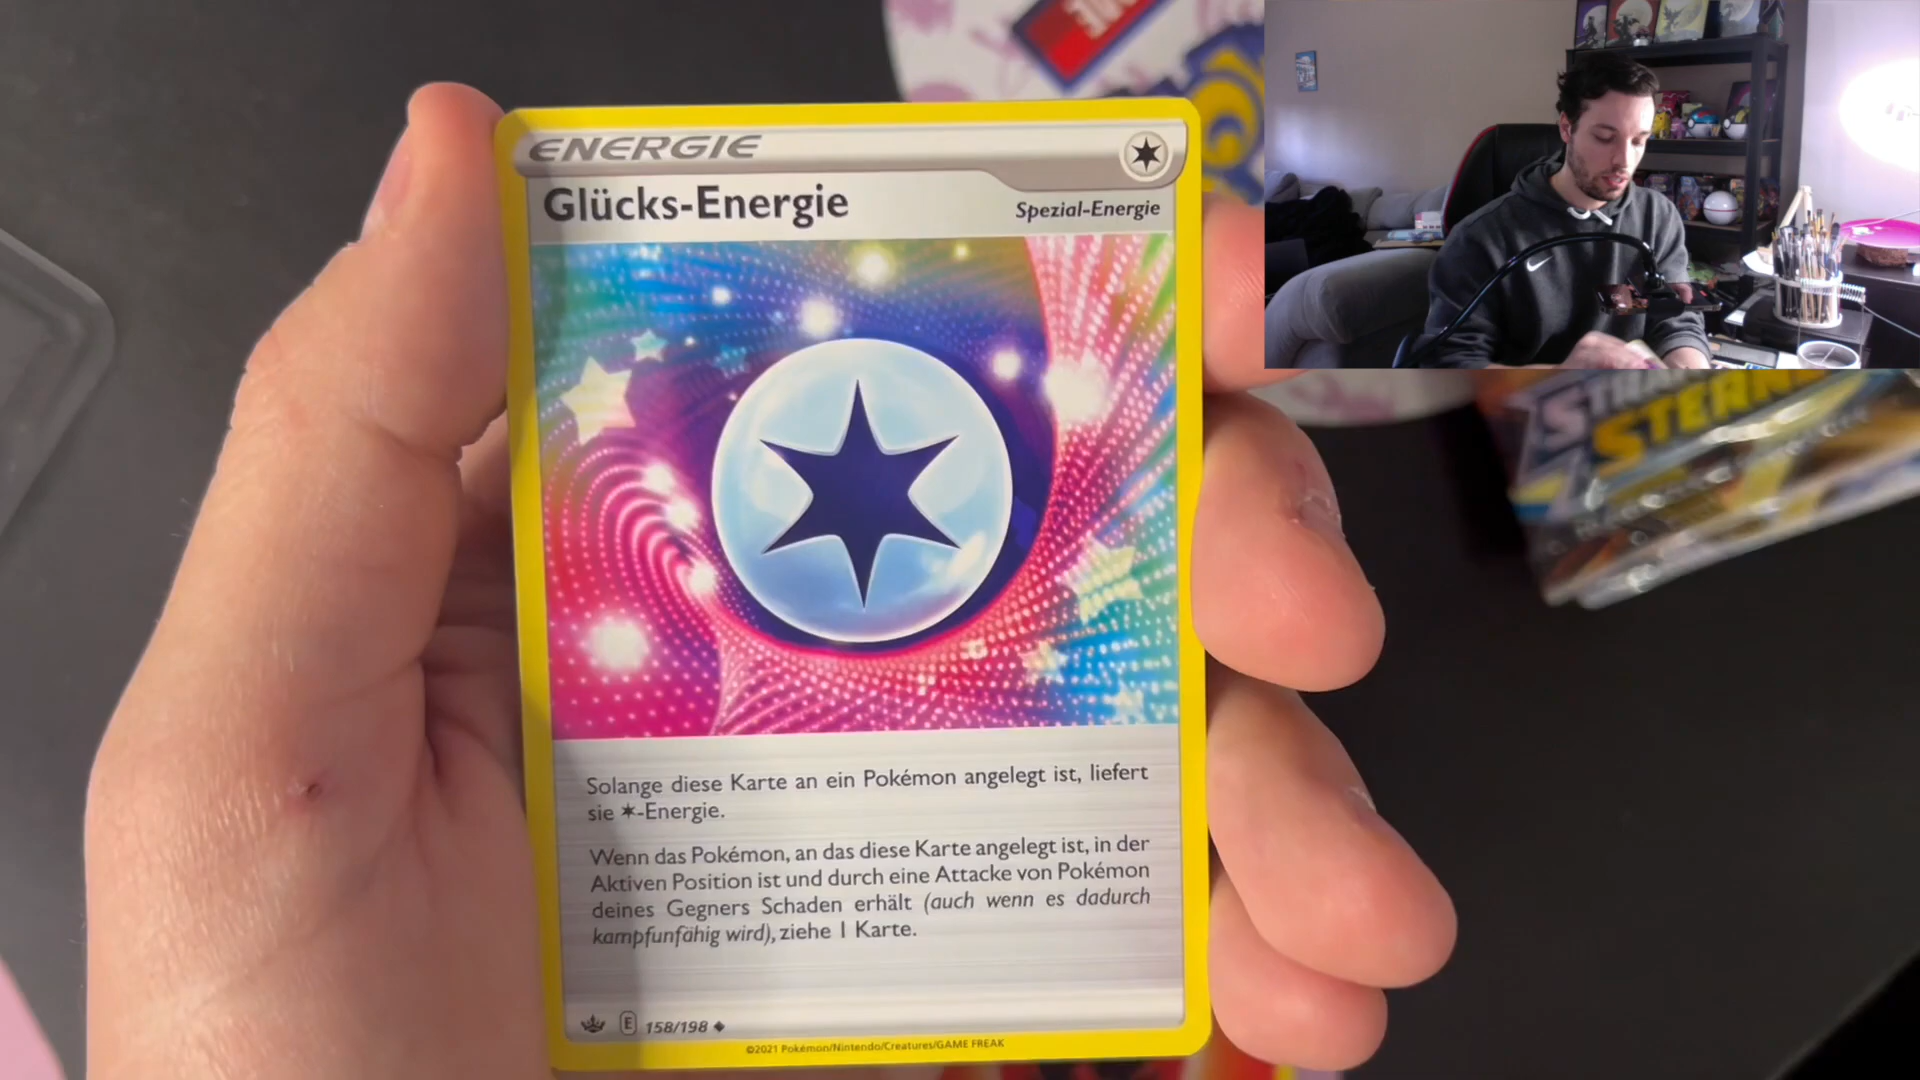 ENERGIE
Glücks-Energie
Spezial-Energie
Solange diese Karte an ein Pokémon angelegt ist, liefert
sie ✶-Energie.
Wenn das Pokémon, an das diese Karte angelegt ist, in der
Aktiven Position ist und durch eine Attacke von Pokémon
deines Gegners Schaden erhält (auch wenn es dadurch
kampfunfähig wird), ziehe 1 Karte.
E 158/198
©2021 Pokémon/Nintendo/Creatures/GAME FREAK